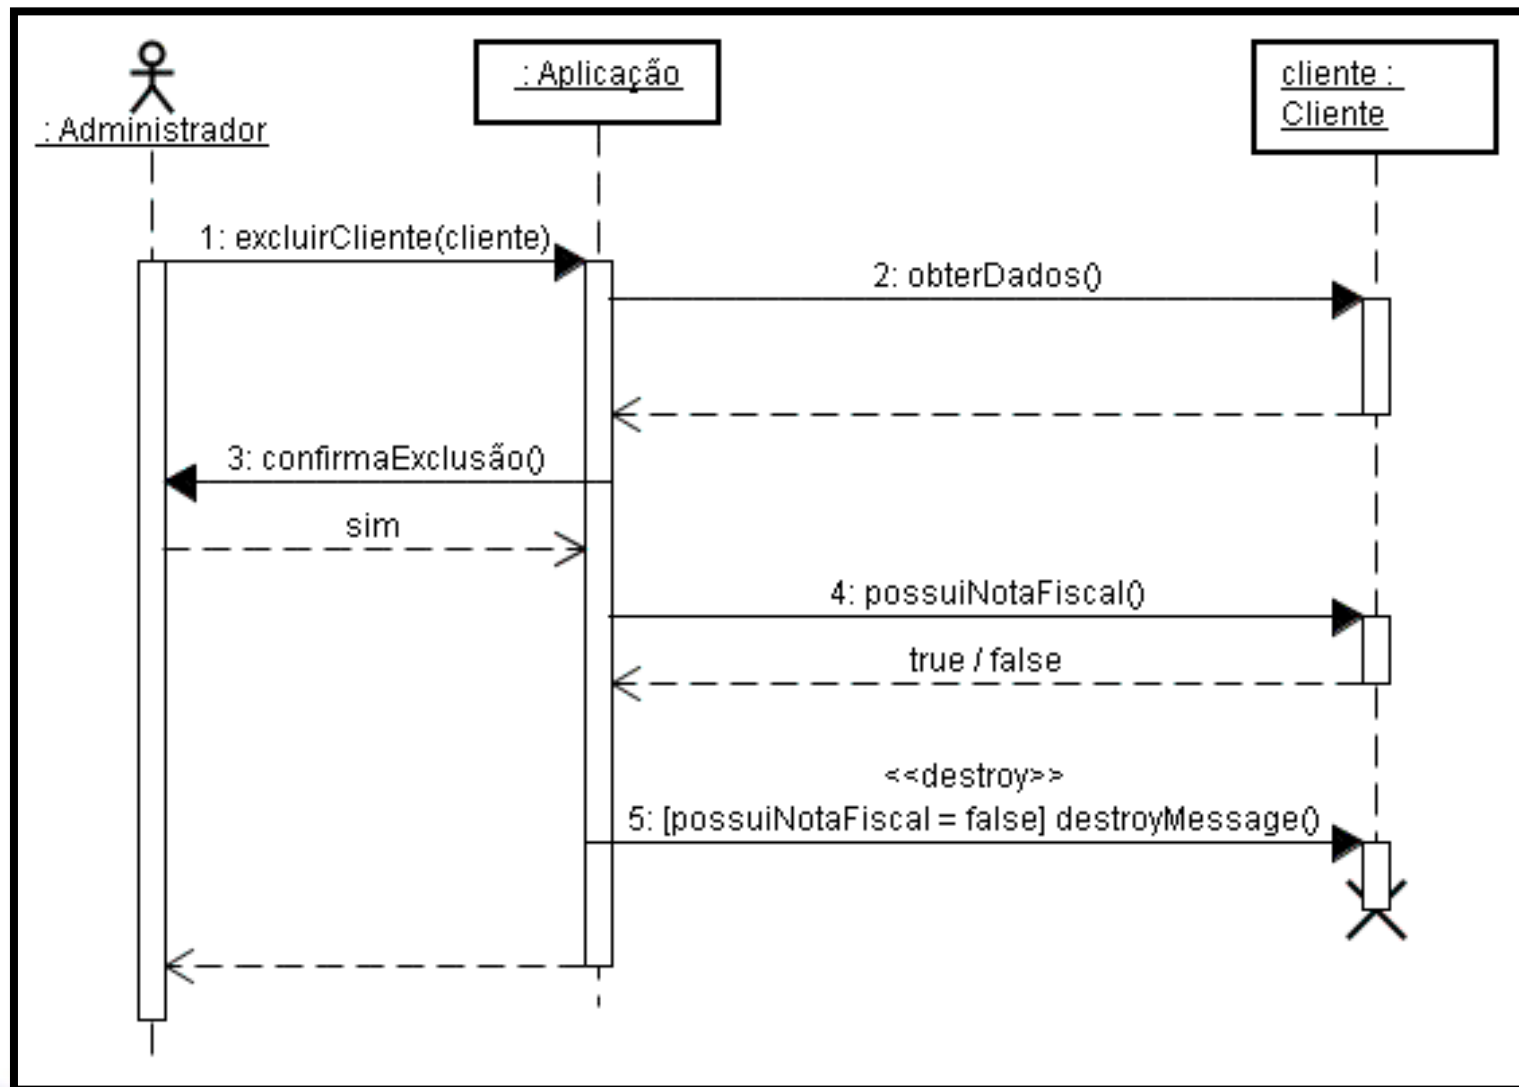 : Aplicação
cliente :
Cliente
: Administrador
1: excluirCliente(cliente)
2: obterDados()
3: confirmaExclusão()
sim
4: possuiNotaFiscal()
true / false
<<destroy>>
5: [possuiNotaFiscal = false] destroyMessage()